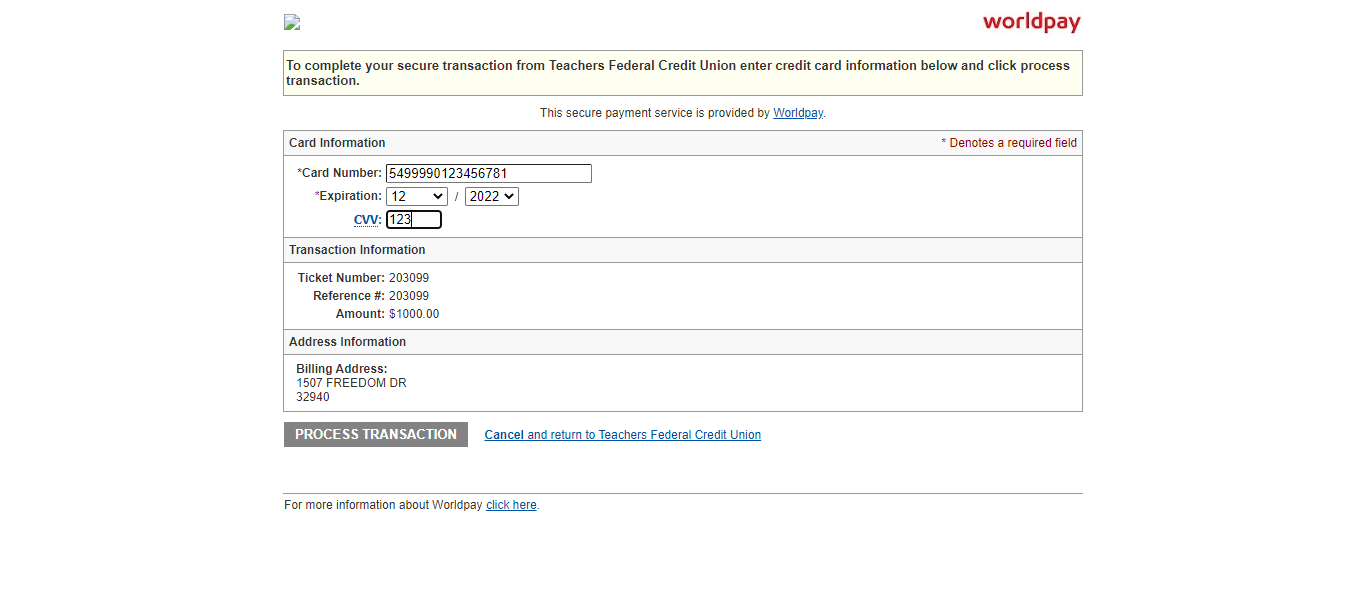 worldpay
To complete your secure transaction from Teachers Federal Credit Union enter credit card information below and click process
transaction.
This secure payment service is provided by Worldpay.
Card Information * Denotes a required field
*Card Number: 5499990123456781
*Expiration: 12 / 2022
CVV: 123
Transaction Information
Ticket Number: 203099
Reference #: 203099
Amount: $1000.00
Address Information
Billing Address:
1507 FREEDOM DR
32940
PROCESS TRANSACTION Cancel and return to Teachers Federal Credit Union
For more information about Worldpay click here.